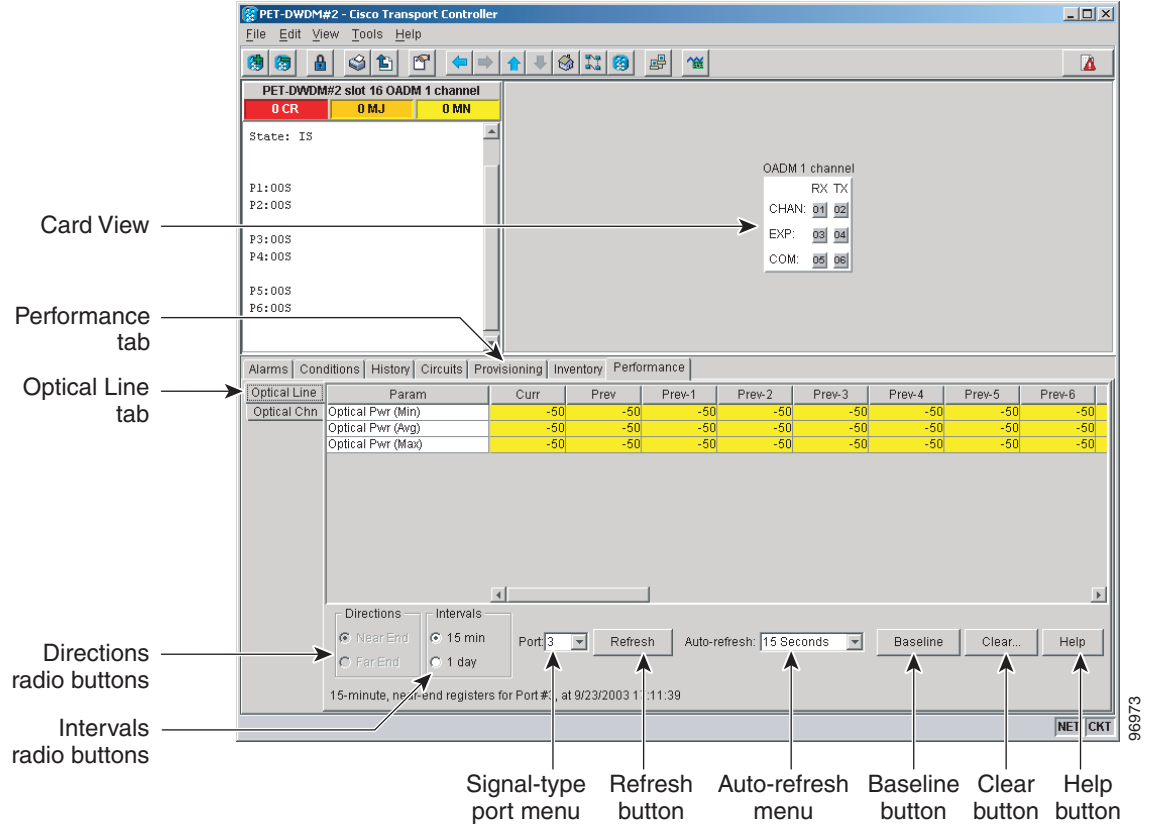 PET-DWDM#2 - Cisco Transport Controller
File Edit View Tools Help
PET-DWDM#2 slot 16 OADM 1 channel
0 CR 0 MJ 0 MN
State: IS
P1:OOS
P2:OOS
P3:OOS
P4:OOS
P5:OOS
P6:OOS
OADM 1 channel
RX TX
CHAN: 01 02
EXP: 03 04
COM: 05 06
Card View
Performance
tab
Optical Line
tab
Alarms Conditions History Circuits Provisioning Inventory Performance
Optical Line
Optical Chn
Param Curr Prev Prev-1 Prev-2 Prev-3 Prev-4 Prev-5 Prev-6
Optical Pwr (Min) -50 -50 -50 -50 -50 -50 -50 -50
Optical Pwr (Avg) -50 -50 -50 -50 -50 -50 -50 -50
Optical Pwr (Max) -50 -50 -50 -50 -50 -50 -50 -50
Directions
Near End
Far End
Intervals
15 min
1 day
Port: 3 Refresh Auto-refresh: 15 Seconds Baseline Clear... Help
15-minute, near-end registers for Port #3, at 9/23/2003
:11:39
NET CKT
96973
Directions
radio buttons
Intervals
radio buttons
Signal-type
port menu
Refresh
button
Auto-refresh
menu
Baseline
button
Clear
button
Help
button